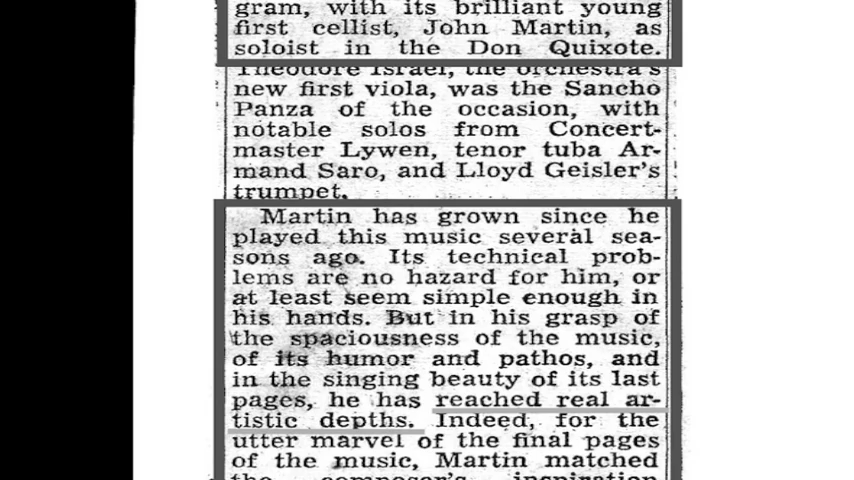 gram, with its brilliant young
first cellist, John Martin, as
soloist in the Don Quixote.
Theodore Israel, the orchestra's
new first viola, was the Sancho
Panza of the occasion, with
notable solos from Concert-
master Lywen, tenor tuba Ar-
mand Saro, and Lloyd Geisler's
trumpet.
Martin has grown since he
played this music several sea-
sons ago. Its technical prob-
lems are no hazard for him, or
at least seem simple enough in
his hands. But in his grasp of
the spaciousness of the music,
of its humor and pathos, and
in the singing beauty of its last
pages, he has reached real ar-
tistic depths. Indeed, for the
utter marvel of the final pages
of the music, Martin matched
the composer's inspiration